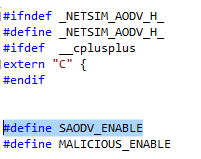 #ifndef _NETSIM_AODV_H_
#define _NETSIM_AODV_H_
#ifdef __cplusplus
extern "C" {
#endif
#define SAODV_ENABLE
#define MALICIOUS_ENABLE